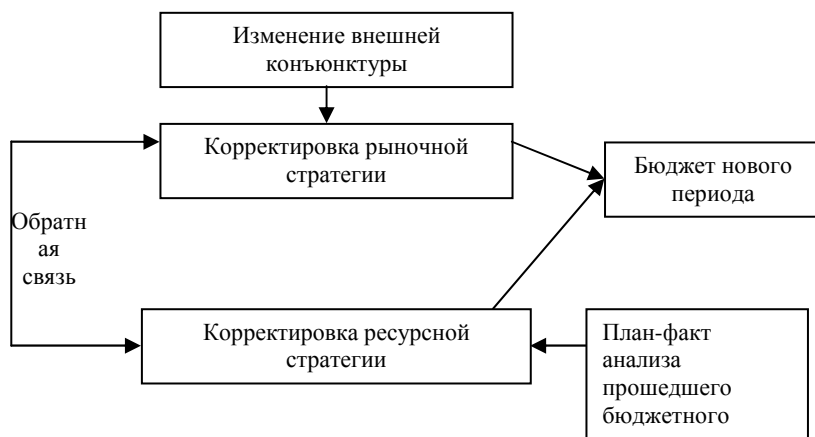 Изменение внешней
конъюнктуры
Корректировка рыночной
стратегии
Бюджет нового
периода
Обратн
ая
связь
Корректировка ресурсной
стратегии
План-факт
анализа
прошедшего
бюджетного